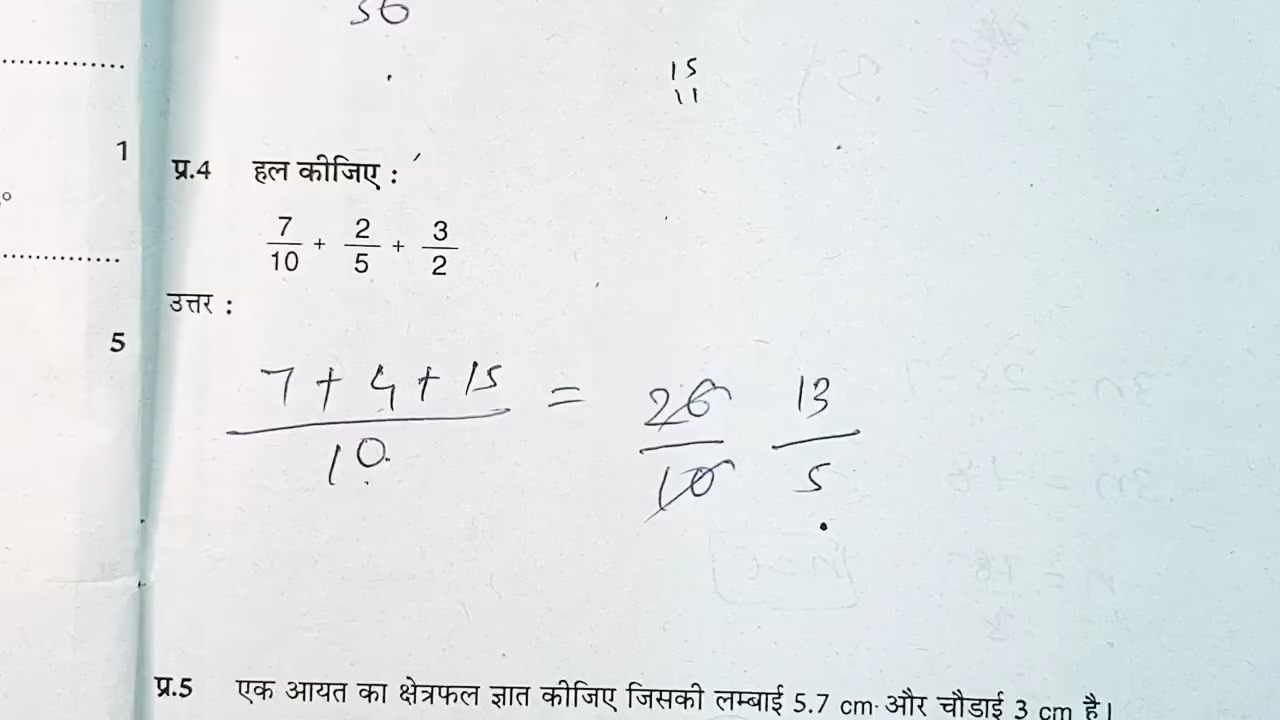 56
15
11
1
प्र.4 हल कीजिए :
7/10 + 2/5 + 3/2
उत्तर :
5
7 + 4 + 15 / 10 = 26/10 13/5
प्र.5 एक आयत का क्षेत्रफल ज्ञात कीजिए जिसकी लम्बाई 5.7 cm और चौडाई 3 cm है।